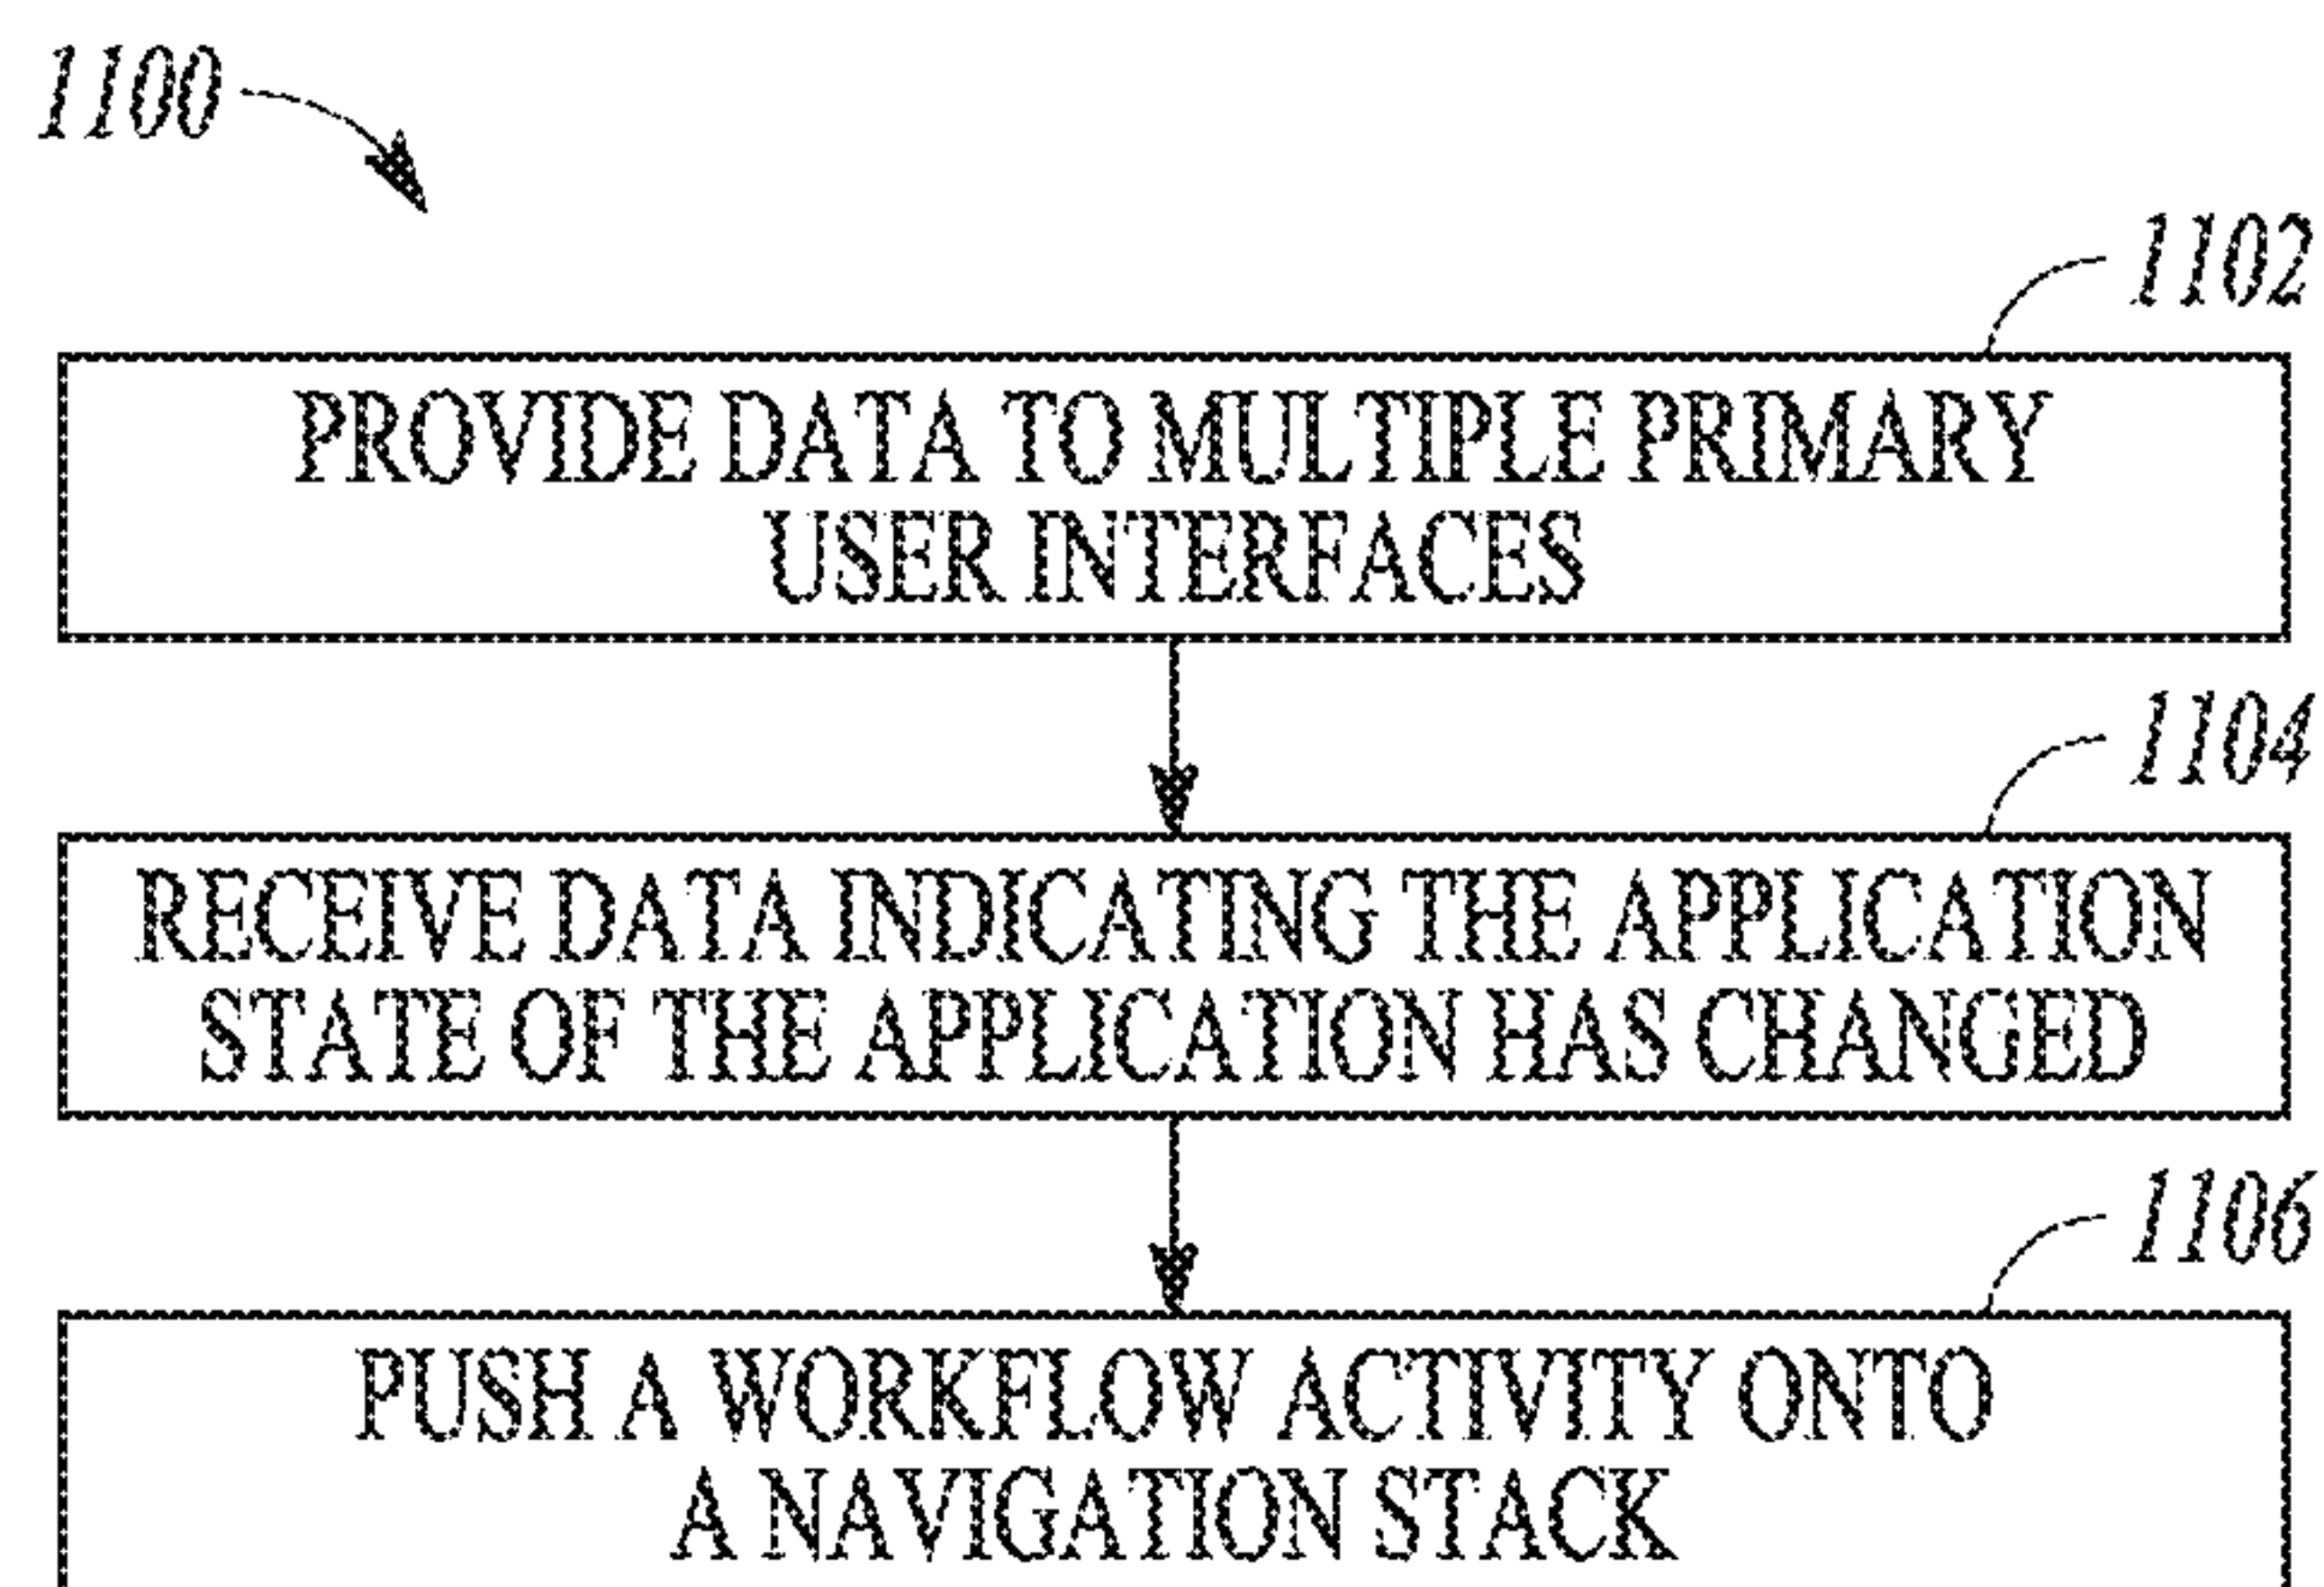 1100
1102
PROVIDE DATA TO MULTIPLE PRIMARY
USER INTERFACES
1104
RECEIVE DATA INDICATING THE APPLICATION
STATE OF THE APPLICATION HAS CHANGED
1106
PUSH A WORKFLOW ACTIVITY ONTO
A NAVIGATION STACK